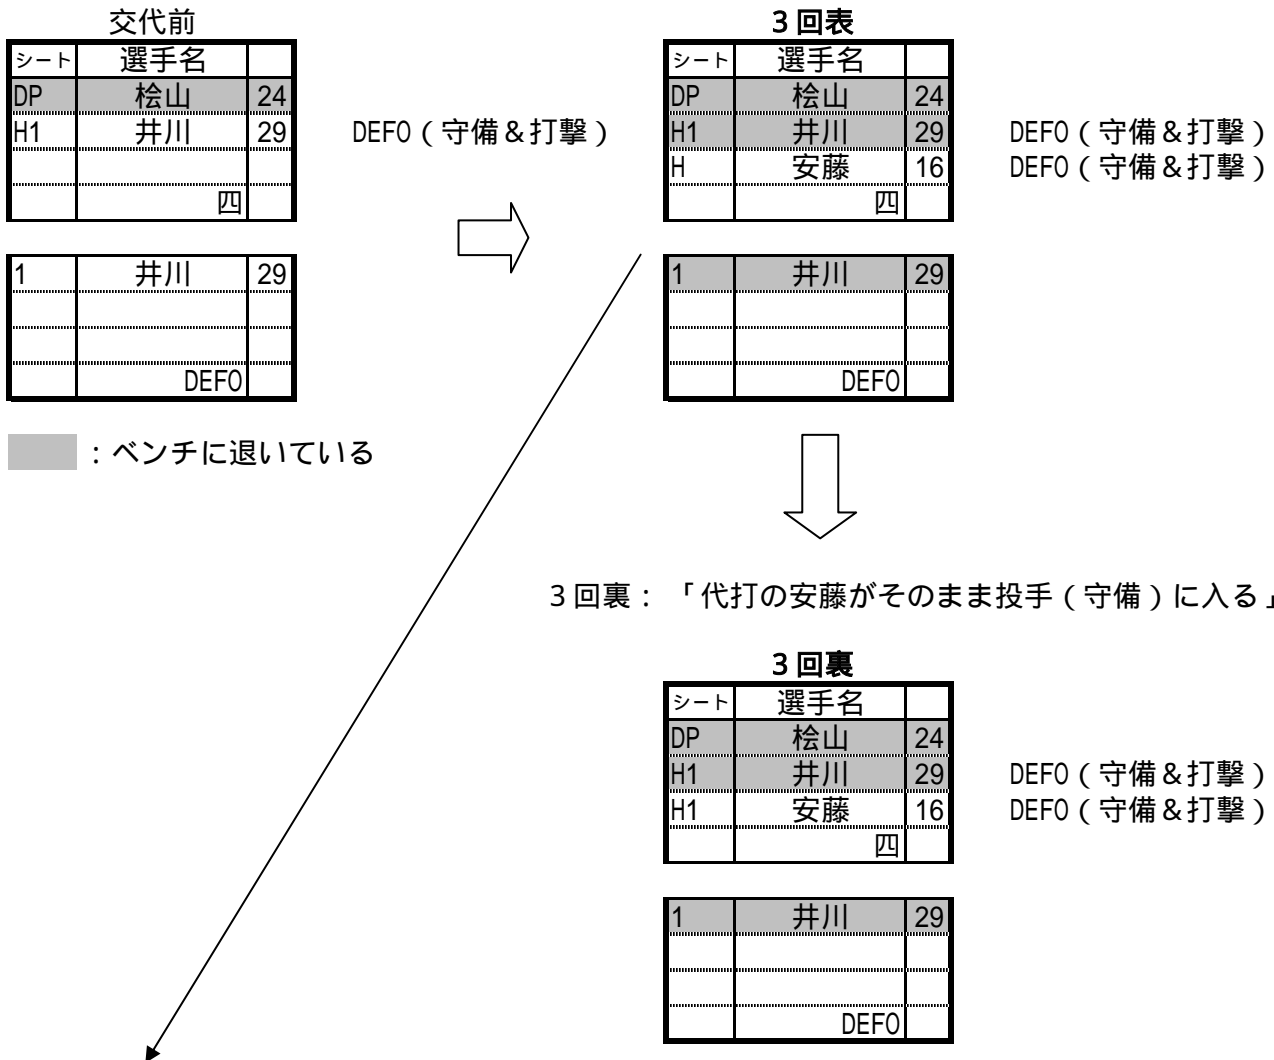 交代前
シート 選手名
DP 桧山 24
H1 井川 29 DEFO(守備&打撃)
四
1 井川 29
DEFO
:ベンチに退いている
3回表
シート 選手名
DP 桧山 24
H1 井川 29 DEFO(守備&打撃)
H 安藤 16 DEFO(守備&打撃)
四
1 井川 29
DEFO
3回裏: 「代打の安藤がそのまま投手(守備)に入る」
3回裏
シート 選手名
DP 桧山 24
H1 井川 29 DEFO(守備&打撃)
H1 安藤 16 DEFO(守備&打撃)
四
1 井川 29
DEFO